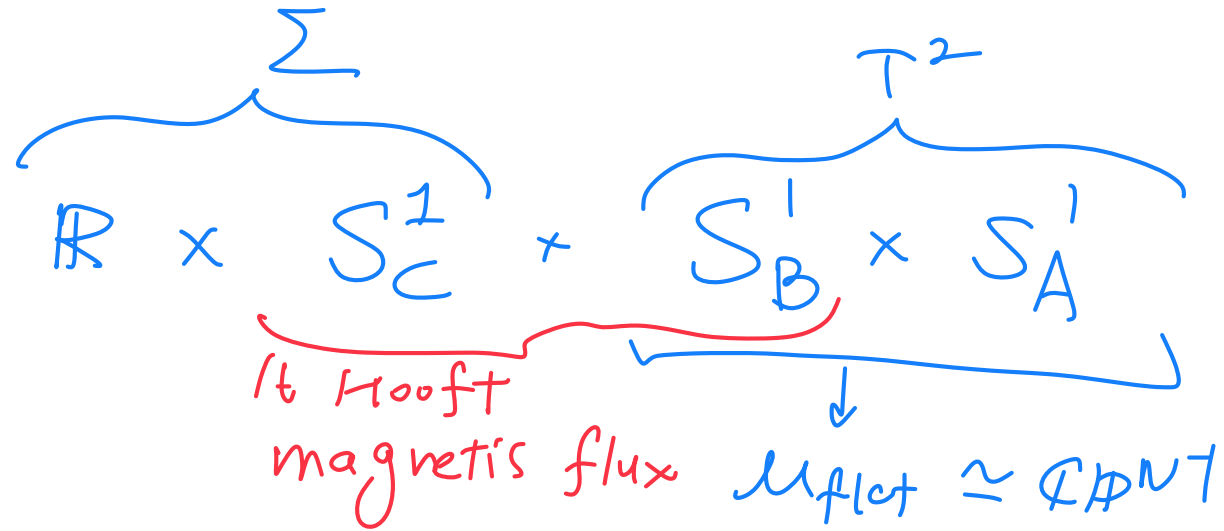 Σ T²
ℝ × S¹_C × S¹_B × S¹_A
't Hooft
magnetis flux
M_flat ≃ ℂℙ^{N-1}